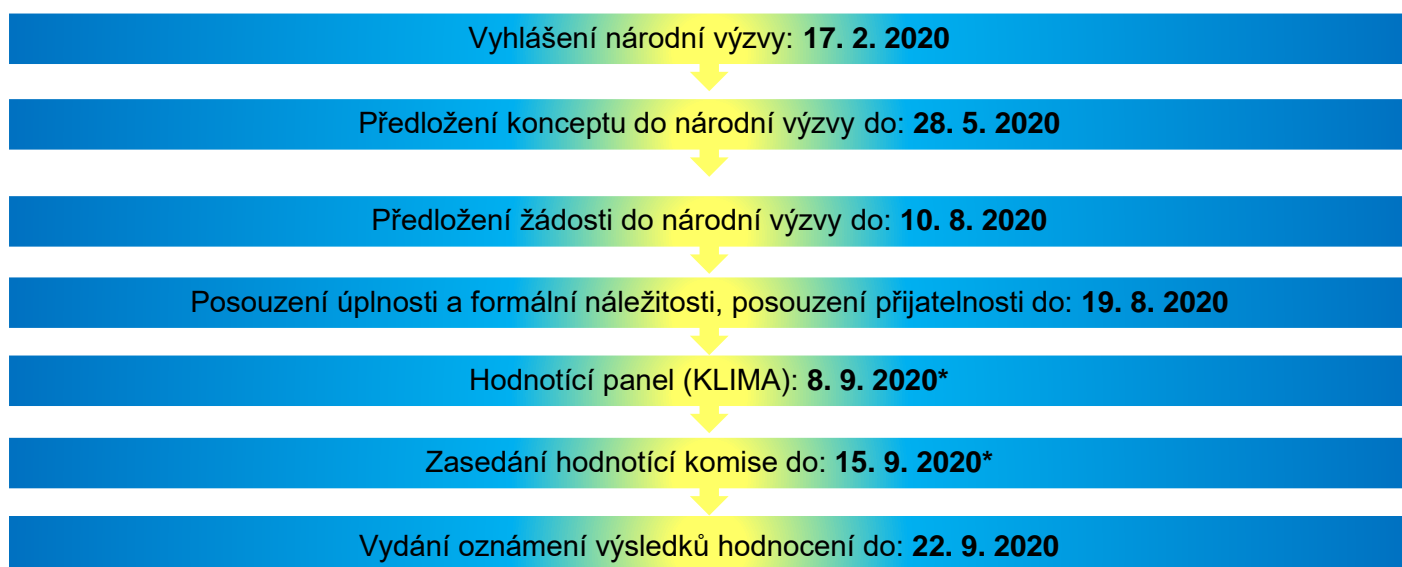 Vyhlášení národní výzvy: 17. 2. 2020
Předložení konceptu do národní výzvy do: 28. 5. 2020
Předložení žádosti do národní výzvy do: 10. 8. 2020
Posouzení úplnosti a formální náležitosti, posouzení přijatelnosti do: 19. 8. 2020
Hodnotící panel (KLIMA): 8. 9. 2020*
Zasedání hodnotící komise do: 15. 9. 2020*
Vydání oznámení výsledků hodnocení do: 22. 9. 2020